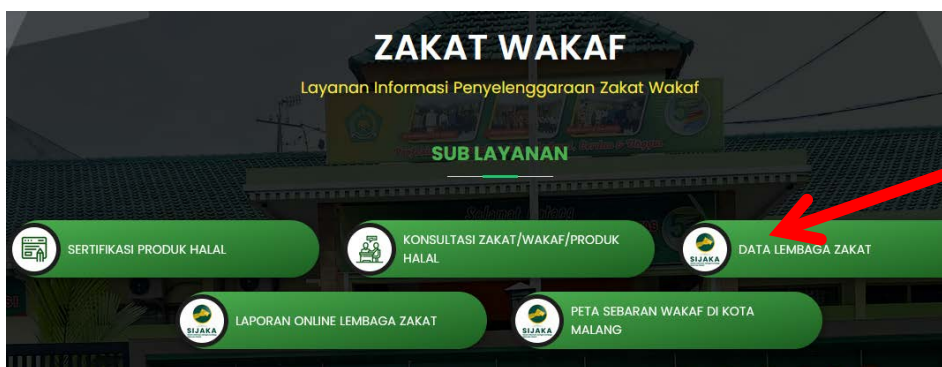 ZAKAT WAKAF
Layanan Informasi Penyelenggaraan Zakat Wakaf
SUB LAYANAN
SERTIFIKASI PRODUK HALAL
KONSULTASI ZAKAT/WAKAF/PRODUK
HALAL
SIJAKA
DATA LEMBAGA ZAKAT
SIJAKA
LAPORAN ONLINE LEMBAGA ZAKAT
SIJAKA
PETA SEBARAN WAKAF DI KOTA
MALANG